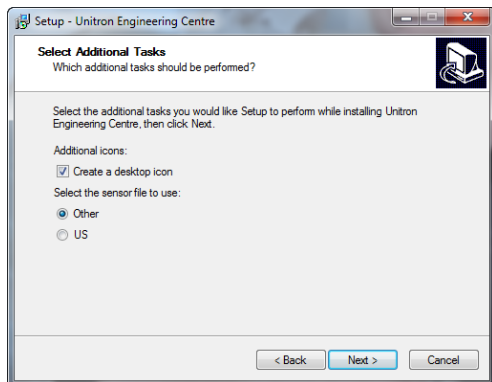 Setup - Unitron Engineering Centre
Select Additional Tasks
Which additional tasks should be performed?
Select the additional tasks you would like Setup to perform while installing Unitron
Engineering Centre, then click Next.
Additional icons:
Create a desktop icon
Select the sensor file to use:
Other
US
< Back Next > Cancel